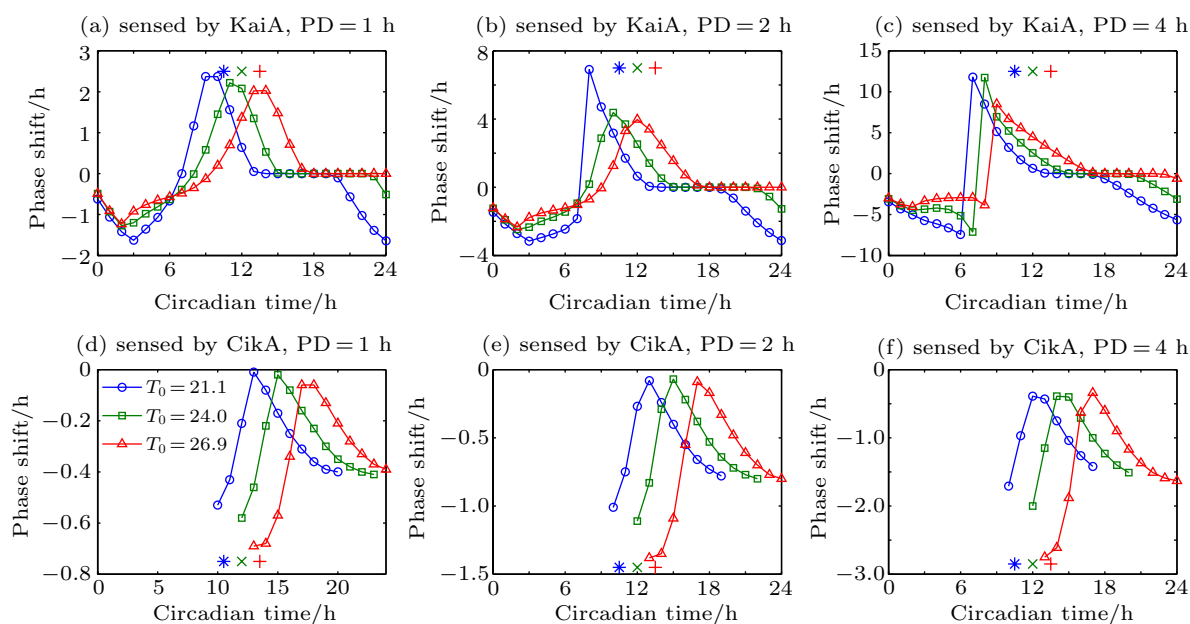 (a) sensed by KaiA, PD = 1 h
(b) sensed by KaiA, PD = 2 h
(c) sensed by KaiA, PD = 4 h
Phase shift/h
3
2
1
0
−1
−2
0
6
12
18
24
Circadian time/h
Phase shift/h
8
4
0
−4
0
6
12
18
24
Circadian time/h
Phase shift/h
15
10
5
0
−5
−10
0
6
12
18
24
Circadian time/h
(d) sensed by CikA, PD = 1 h
(e) sensed by CikA, PD = 2 h
(f) sensed by CikA, PD = 4 h
Phase shift/h
0
−0.2
−0.4
−0.6
−0.8
T0 = 21.1
T0 = 24.0
T0 = 26.9
0
5
10
15
20
Circadian time/h
Phase shift/h
0
−0.5
−1.0
−1.5
0
6
12
18
24
Circadian time/h
Phase shift/h
0
−1.0
−2.0
−3.0
0
6
12
18
24
Circadian time/h